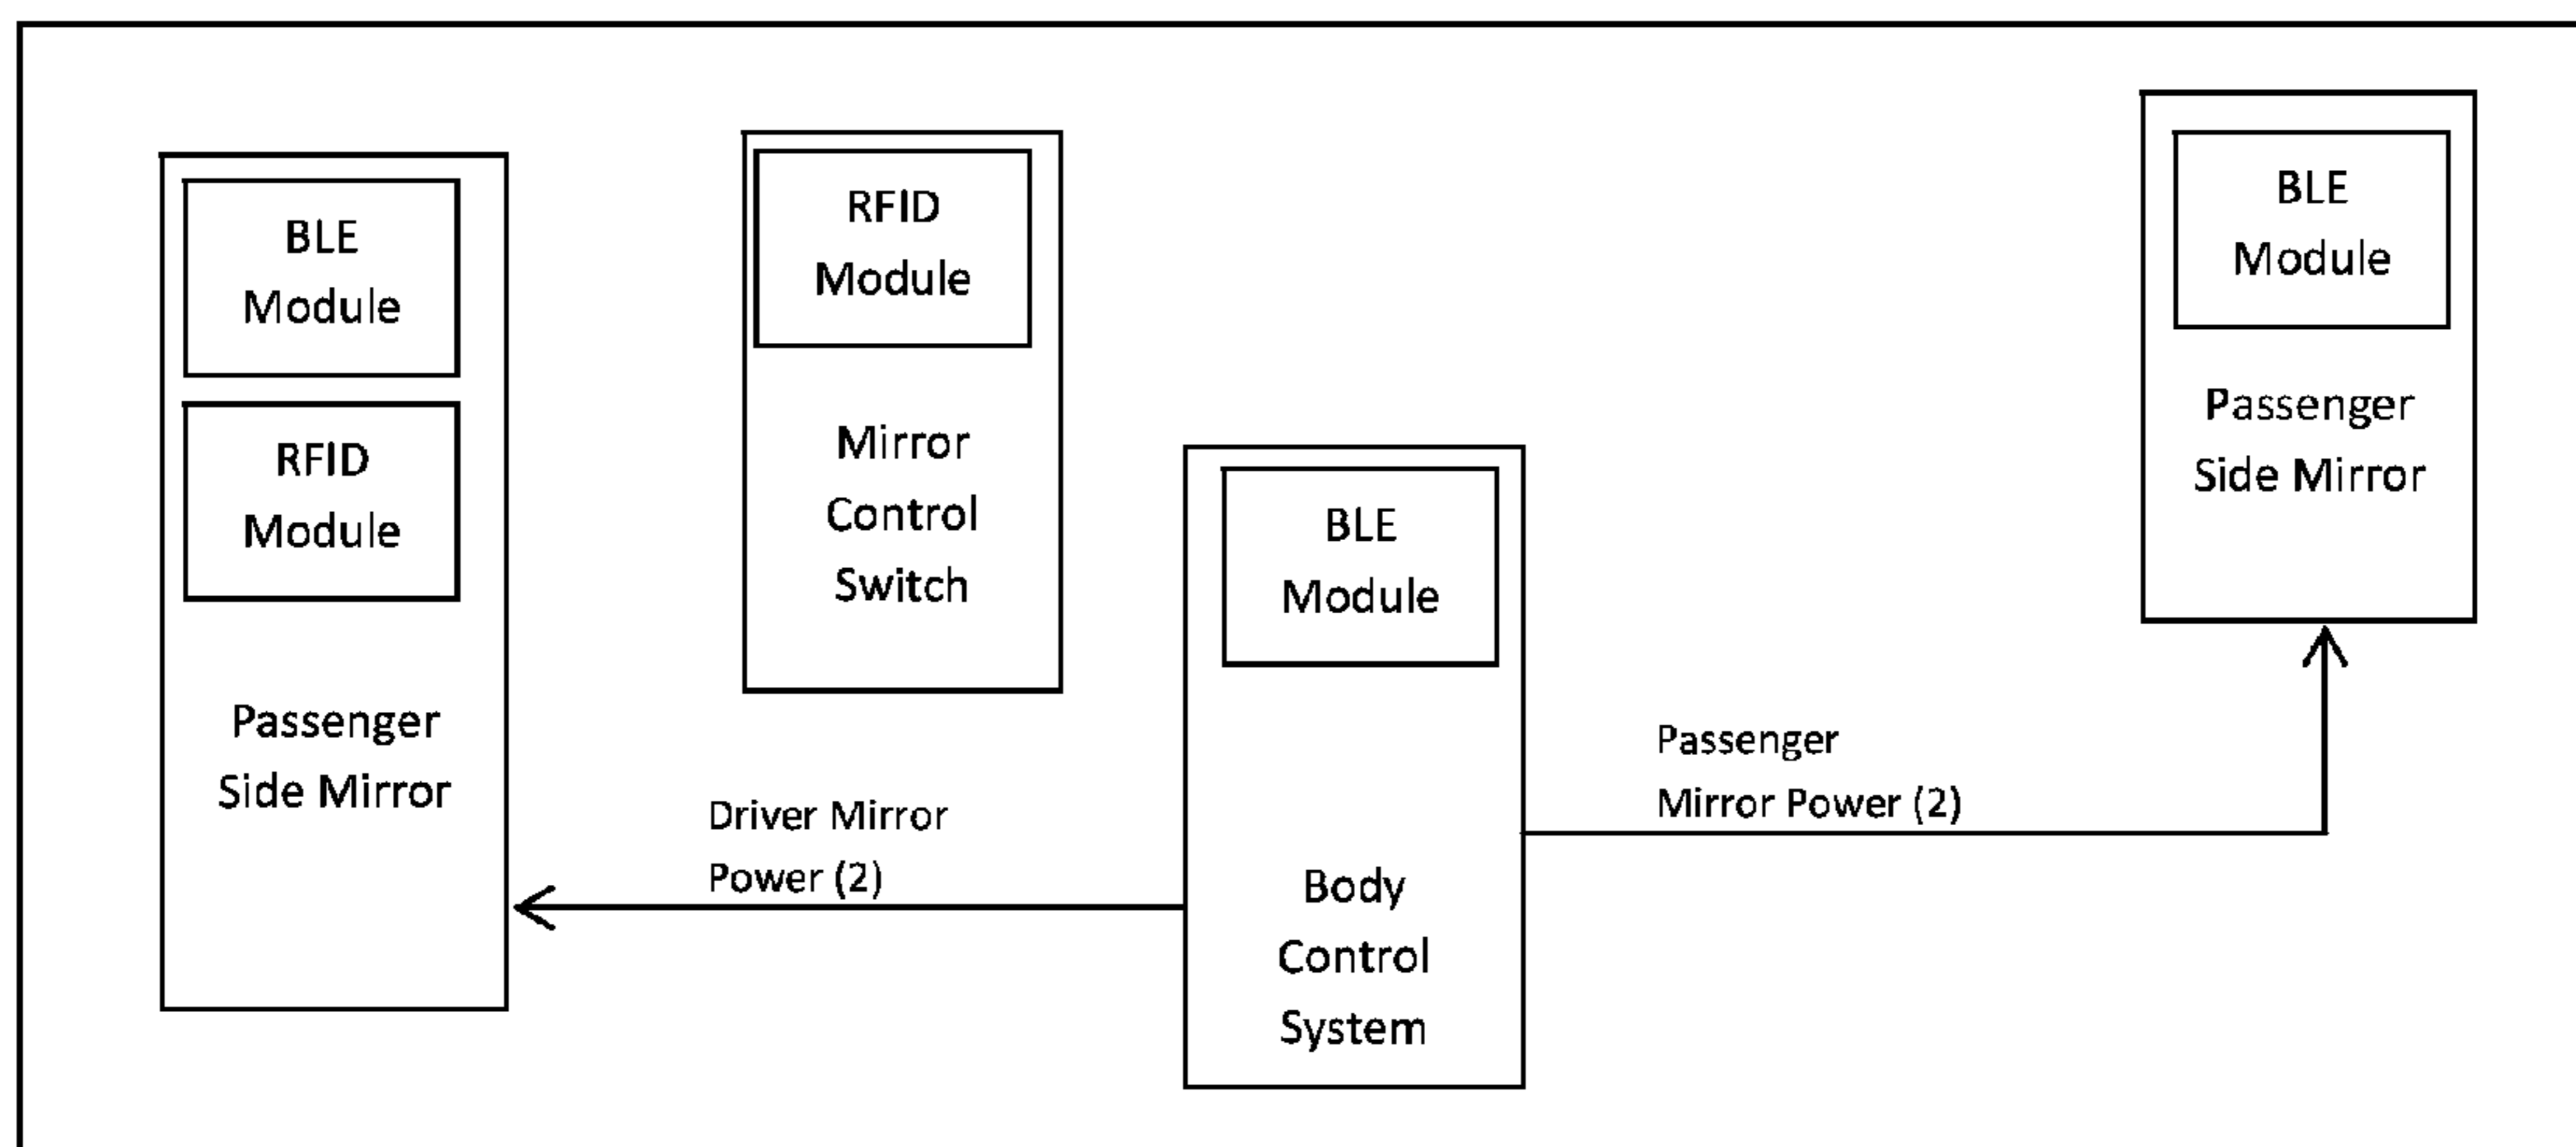 BLE
Module
RFID
Module
Passenger
Side Mirror
RFID
Module
Mirror
Control
Switch
Driver Mirror
Power (2)
BLE
Module
Body
Control
System
Passenger
Mirror Power (2)
BLE
Module
Passenger
Side Mirror